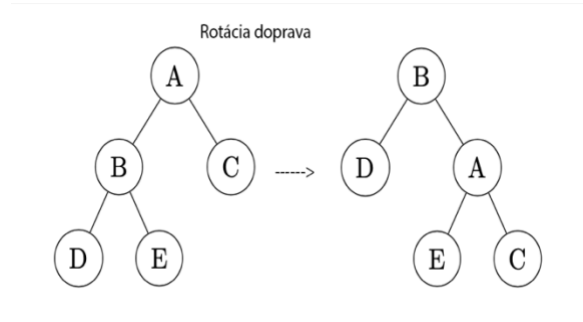 Rotácia doprava
A B
B C ------> D A
D E E C